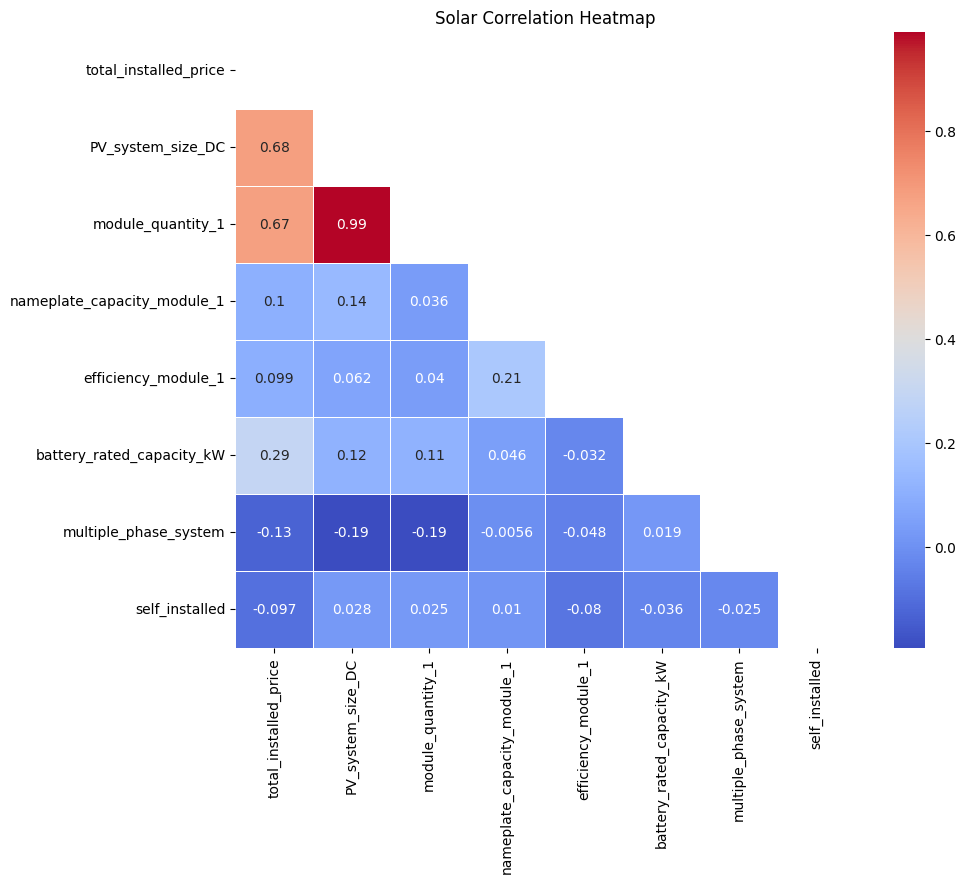 Solar Correlation Heatmap
total_installed_price
PV_system_size_DC 0.68
module_quantity_1 0.67 0.99
nameplate_capacity_module_1 0.1 0.14 0.036
efficiency_module_1 0.099 0.062 0.04 0.21
battery_rated_capacity_kW 0.29 0.12 0.11 0.046 -0.032
multiple_phase_system -0.13 -0.19 -0.19 -0.0056 -0.048 0.019
self_installed -0.097 0.028 0.025 0.01 -0.08 -0.036 -0.025
total_installed_price
PV_system_size_DC
module_quantity_1
nameplate_capacity_module_1
efficiency_module_1
battery_rated_capacity_kW
multiple_phase_system
self_installed
0.8
0.6
0.4
0.2
0.0